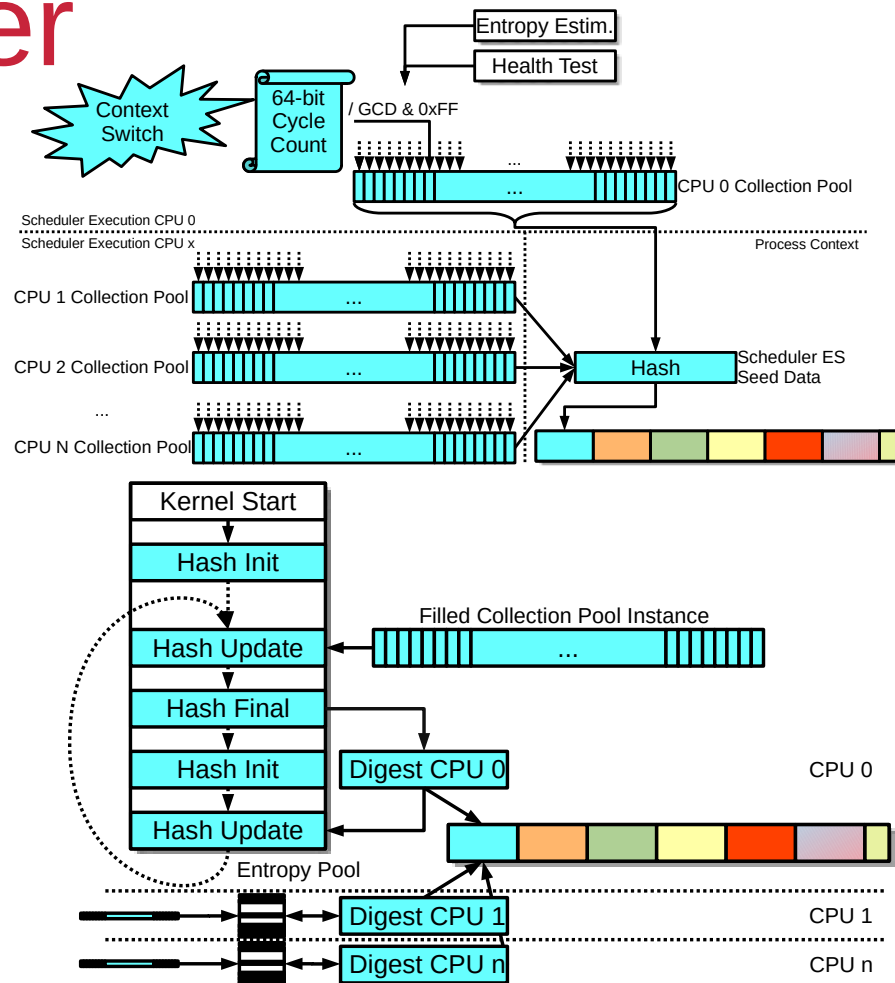 er
Entropy Estim.
Health Test
Context
Switch
64-bit
Cycle
Count
/ GCD & 0xFF
...
...
CPU 0 Collection Pool
Scheduler Execution CPU 0
Scheduler Execution CPU x
Process Context
CPU 1 Collection Pool
...
CPU 2 Collection Pool
...
Hash
Scheduler ES
Seed Data
...
CPU N Collection Pool
...
Kernel Start
Hash Init
Filled Collection Pool Instance
Hash Update
...
Hash Final
Hash Init
Digest CPU 0
CPU 0
Hash Update
Entropy Pool
Digest CPU 1
CPU 1
Digest CPU n
CPU n